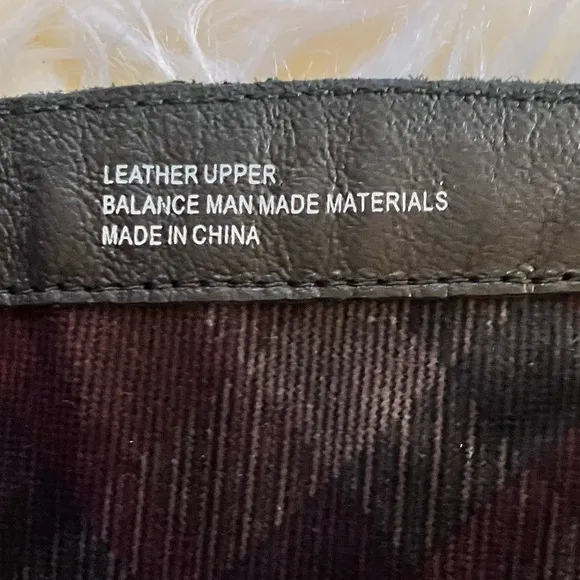 LEATHER UPPER
BALANCE MAN MADE MATERIALS
MADE IN CHINA